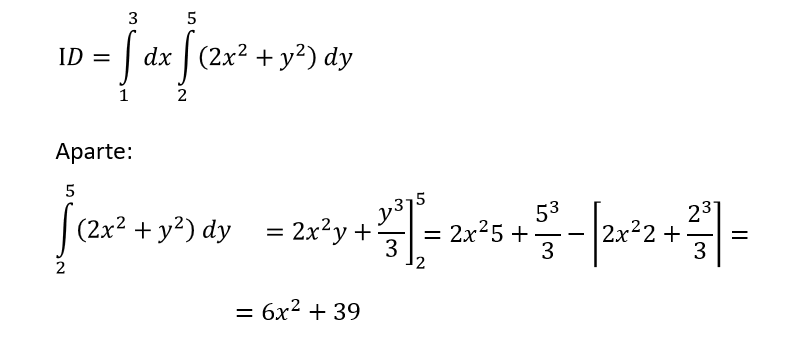 ID = ∫₁³ dx ∫₂⁵ (2x² + y²) dy
Aparte:
∫₂⁵ (2x² + y²) dy = 2x²y + y³/3]₂⁵ = 2x²5 + 5³/3 − [2x²2 + 2³/3] =
= 6x² + 39